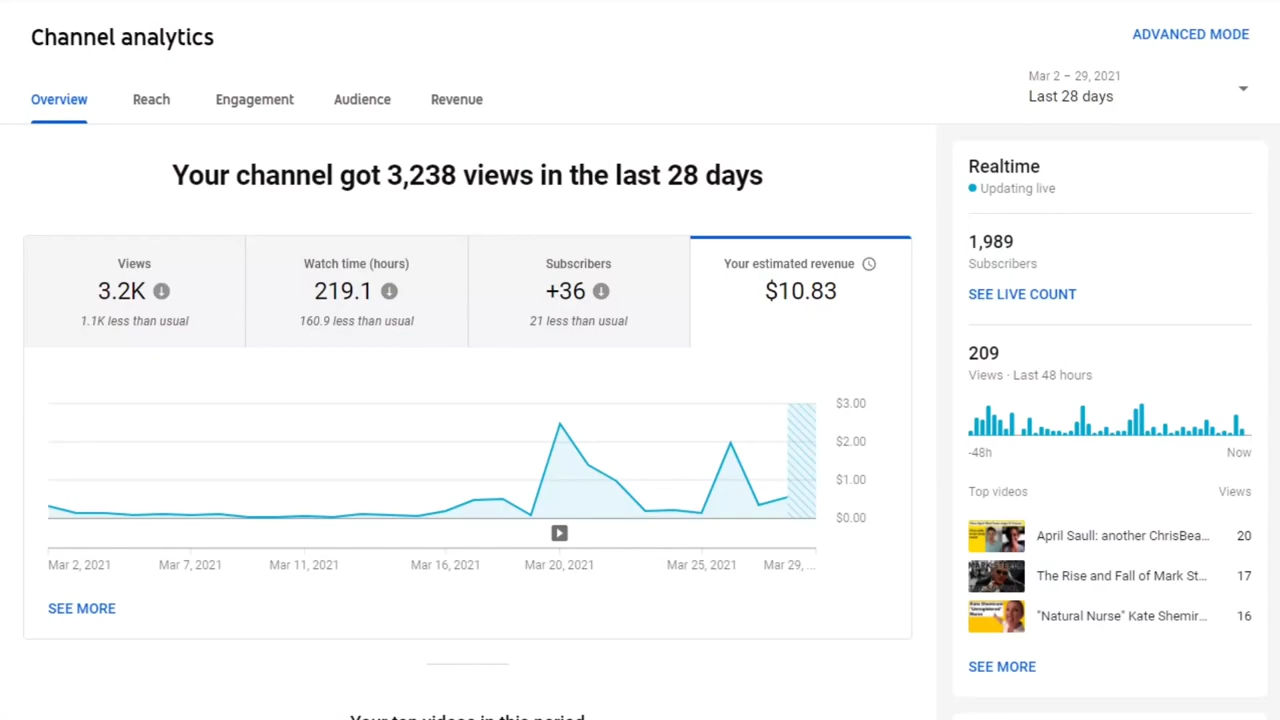 Channel analytics
ADVANCED MODE
Mar 2 – 29, 2021
Last 28 days
Overview
Reach
Engagement
Audience
Revenue
Your channel got 3,238 views in the last 28 days
Views
3.2K
1.1K less than usual
Watch time (hours)
219.1
160.9 less than usual
Subscribers
+36
21 less than usual
Your estimated revenue
$10.83
$3.00
$2.00
$1.00
$0.00
Mar 2, 2021
Mar 7, 2021
Mar 11, 2021
Mar 16, 2021
Mar 20, 2021
Mar 25, 2021
Mar 29, ...
SEE MORE
Your top videos in this period
Realtime
Updating live
1,989
Subscribers
SEE LIVE COUNT
209
Views · Last 48 hours
-48h
Now
Top videos
Views
April Saull: another ChrisBea...
20
The Rise and Fall of Mark St...
17
"Natural Nurse" Kate Shemir...
16
SEE MORE